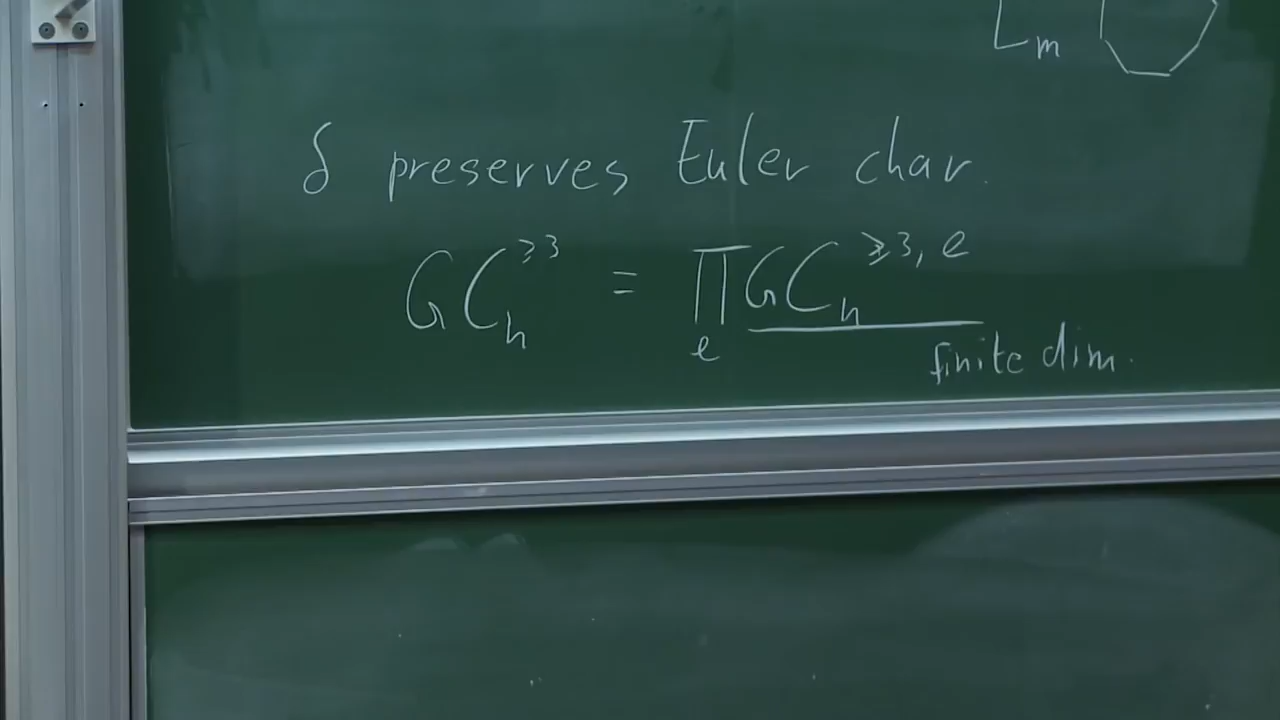 L_m
δ preserves Euler char.
GC_n^{≥3} = ∏_e GC_n^{≥3, e}
finite dim.